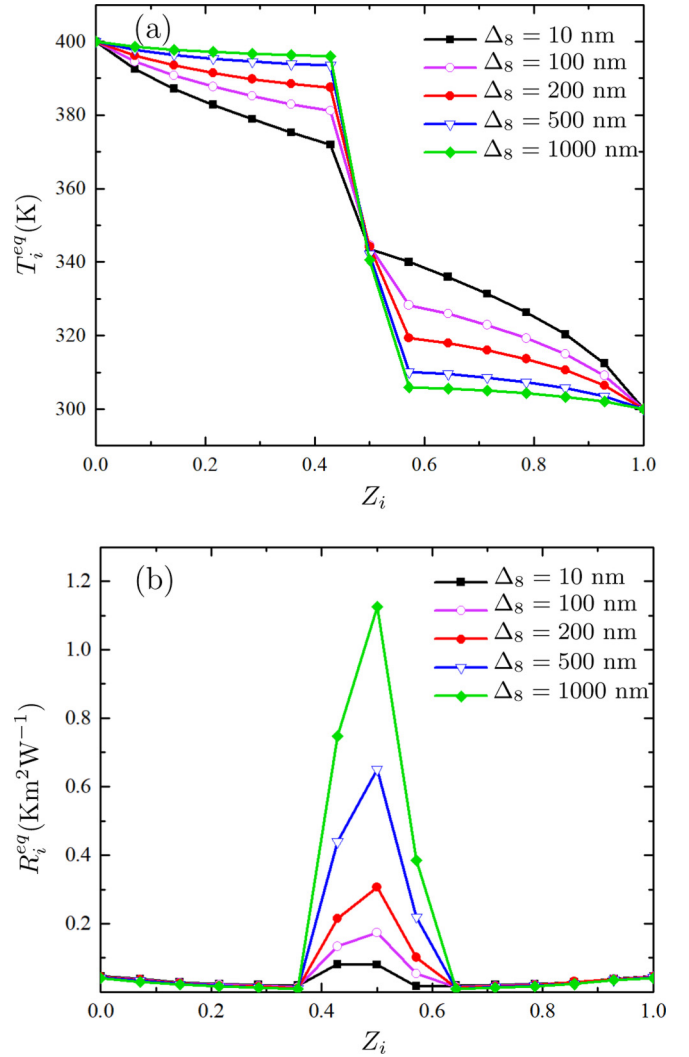 (a)
Δ₈ = 10 nm
Δ₈ = 100 nm
Δ₈ = 200 nm
Δ₈ = 500 nm
Δ₈ = 1000 nm
400
380
360
340
320
300
T_i^{eq}(K)
0.0 0.2 0.4 0.6 0.8 1.0
Z_i
(b)
Δ₈ = 10 nm
Δ₈ = 100 nm
Δ₈ = 200 nm
Δ₈ = 500 nm
Δ₈ = 1000 nm
1.2
1.0
0.8
0.6
0.4
0.2
R_i^{eq}(Km²W⁻¹)
0.0 0.2 0.4 0.6 0.8 1.0
Z_i